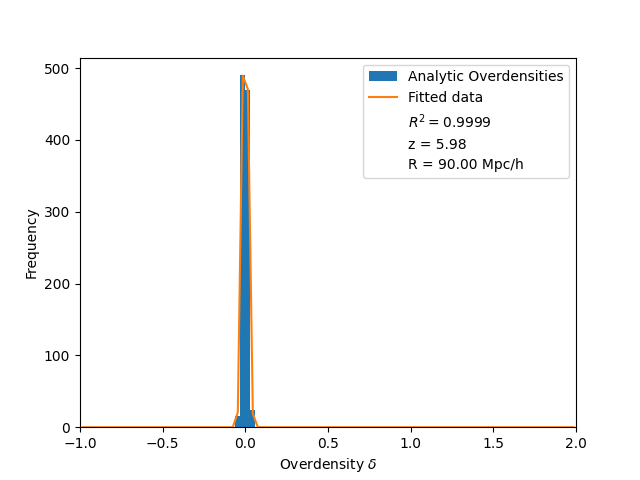 Analytic Overdensities
Fitted data
R² = 0.9999
z = 5.98
R = 90.00 Mpc/h
500
400
300
200
100
0
Frequency
−1.0 −0.5 0.0 0.5 1.0 1.5 2.0
Overdensity δ